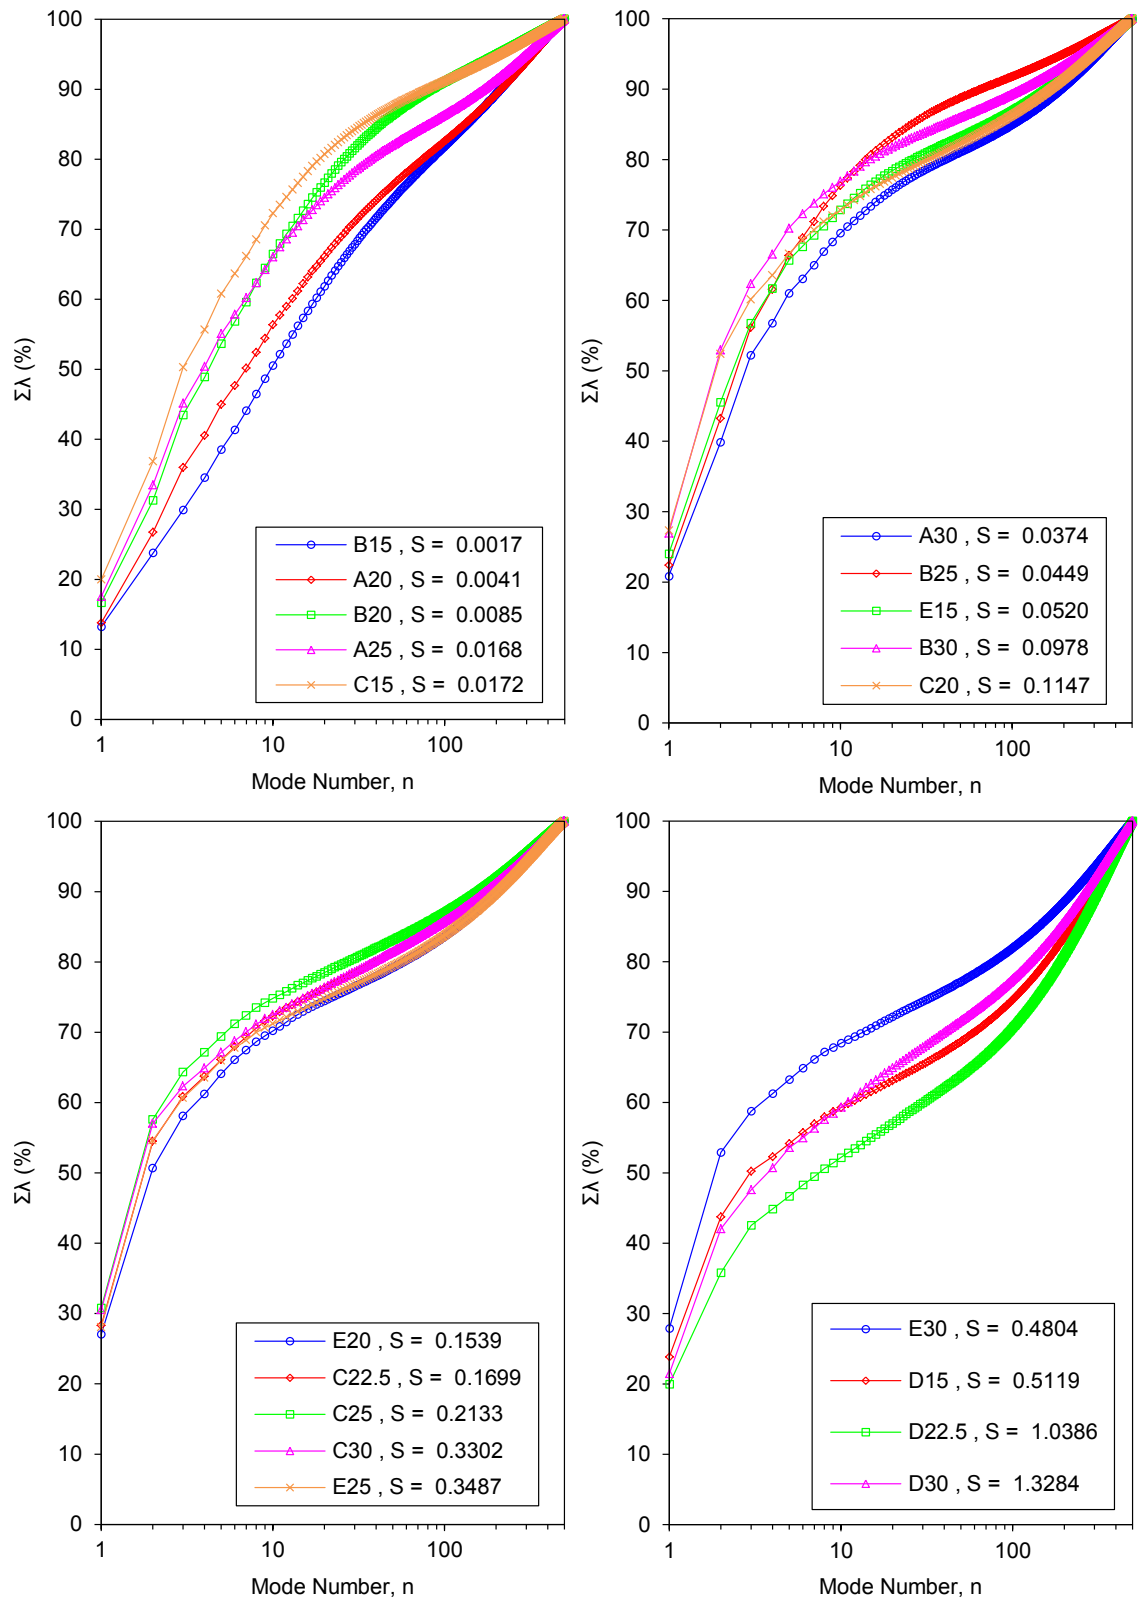 100
90
80
70
60
50
40
30
20
10
0
Σλ (%)
1
10
100
Mode Number, n
B15 , S = 0.0017
A20 , S = 0.0041
B20 , S = 0.0085
A25 , S = 0.0168
C15 , S = 0.0172
100
90
80
70
60
50
40
30
20
10
0
Σλ (%)
1
10
100
Mode Number, n
A30 , S = 0.0374
B25 , S = 0.0449
E15 , S = 0.0520
B30 , S = 0.0978
C20 , S = 0.1147
100
90
80
70
60
50
40
30
20
10
0
Σλ (%)
1
10
100
Mode Number, n
E20 , S = 0.1539
C22.5 , S = 0.1699
C25 , S = 0.2133
C30 , S = 0.3302
E25 , S = 0.3487
100
90
80
70
60
50
40
30
20
10
0
Σλ (%)
1
10
100
Mode Number, n
E30 , S = 0.4804
D15 , S = 0.5119
D22.5 , S = 1.0386
D30 , S = 1.3284